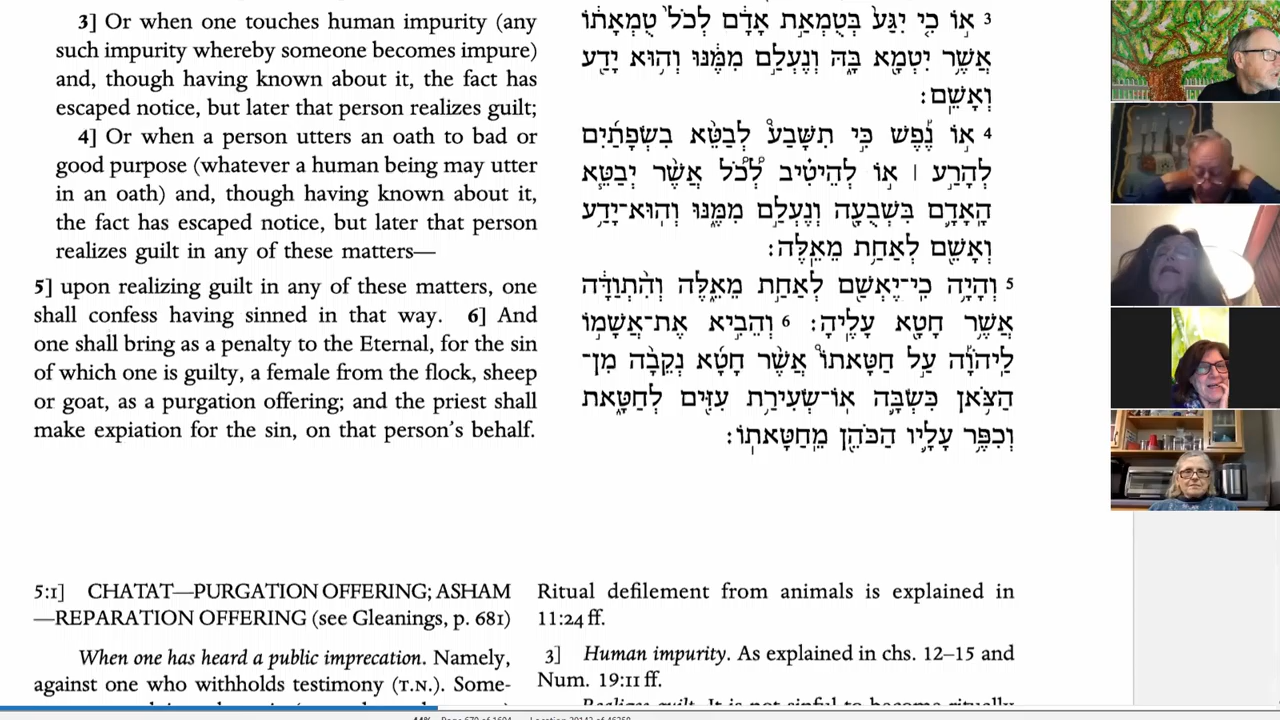 3] Or when one touches human impurity (any
such impurity whereby someone becomes impure)
and, though having known about it, the fact has
escaped notice, but later that person realizes guilt;
4] Or when a person utters an oath to bad or
good purpose (whatever a human being may utter
in an oath) and, though having known about it,
the fact has escaped notice, but later that person
realizes guilt in any of these matters—
5] upon realizing guilt in any of these matters, one
shall confess having sinned in that way. 6] And
one shall bring as a penalty to the Eternal, for the sin
of which one is guilty, a female from the flock, sheep
or goat, as a purgation offering; and the priest shall
make expiation for the sin, on that person's behalf.
3 א֣וֹ כִ֤י יִגַּע֙ בְּטֻמְאַ֣ת אָדָ֔ם לְכֹל֙ טֻמְאָת֔וֹ
אֲשֶׁ֥ר יִטְמָ֖א בָּ֑הּ וְנֶעְלַ֣ם מִמֶּ֔נּוּ וְה֥וּא יָדַ֖ע
וְאָשֵֽׁם׃
4 א֣וֹ נֶ֡פֶשׁ כִּ֣י תִשָּׁבַע֩ לְבַטֵּ֨א בִשְׂפָתַ֜יִם
לְהָרַ֣ע ׀ א֣וֹ לְהֵיטִ֗יב לְ֠כֹל אֲשֶׁ֨ר יְבַטֵּ֧א
הָאָדָ֛ם בִּשְׁבֻעָ֖ה וְנֶעְלַ֣ם מִמֶּ֑נּוּ וְהוּא־יָדַ֥ע
וְאָשֵׁ֖ם לְאַחַ֥ת מֵאֵֽלֶּה׃
5 וְהָיָ֥ה כִֽי־יֶאְשַׁ֖ם לְאַחַ֣ת מֵאֵ֑לֶּה וְהִ֨תְוַדָּ֔ה
אֲשֶׁ֥ר חָטָ֖א עָלֶֽיהָ׃ 6 וְהֵבִ֣יא אֶת־אֲשָׁמ֣וֹ
לַיהֹוָ֡ה עַ֣ל חַטָּאתוֹ֩ אֲשֶׁ֨ר חָטָ֜א נְקֵבָ֨ה מִן־
הַצֹּ֥אן כִּשְׂבָּ֛ה אֽוֹ־שְׂעִירַ֥ת עִזִּ֖ים לְחַטָּ֑את
וְכִפֶּ֥ר עָלָ֛יו הַכֹּהֵ֖ן מֵחַטָּאתֽוֹ׃
5:1] CHATAT—PURGATION OFFERING; ASHAM
—REPARATION OFFERING (see Gleanings, p. 681)
When one has heard a public imprecation. Namely,
against one who withholds testimony (T.N.). Some-
Ritual defilement from animals is explained in
11:24 ff.
3] Human impurity. As explained in chs. 12–15 and
Num. 19:11 ff.